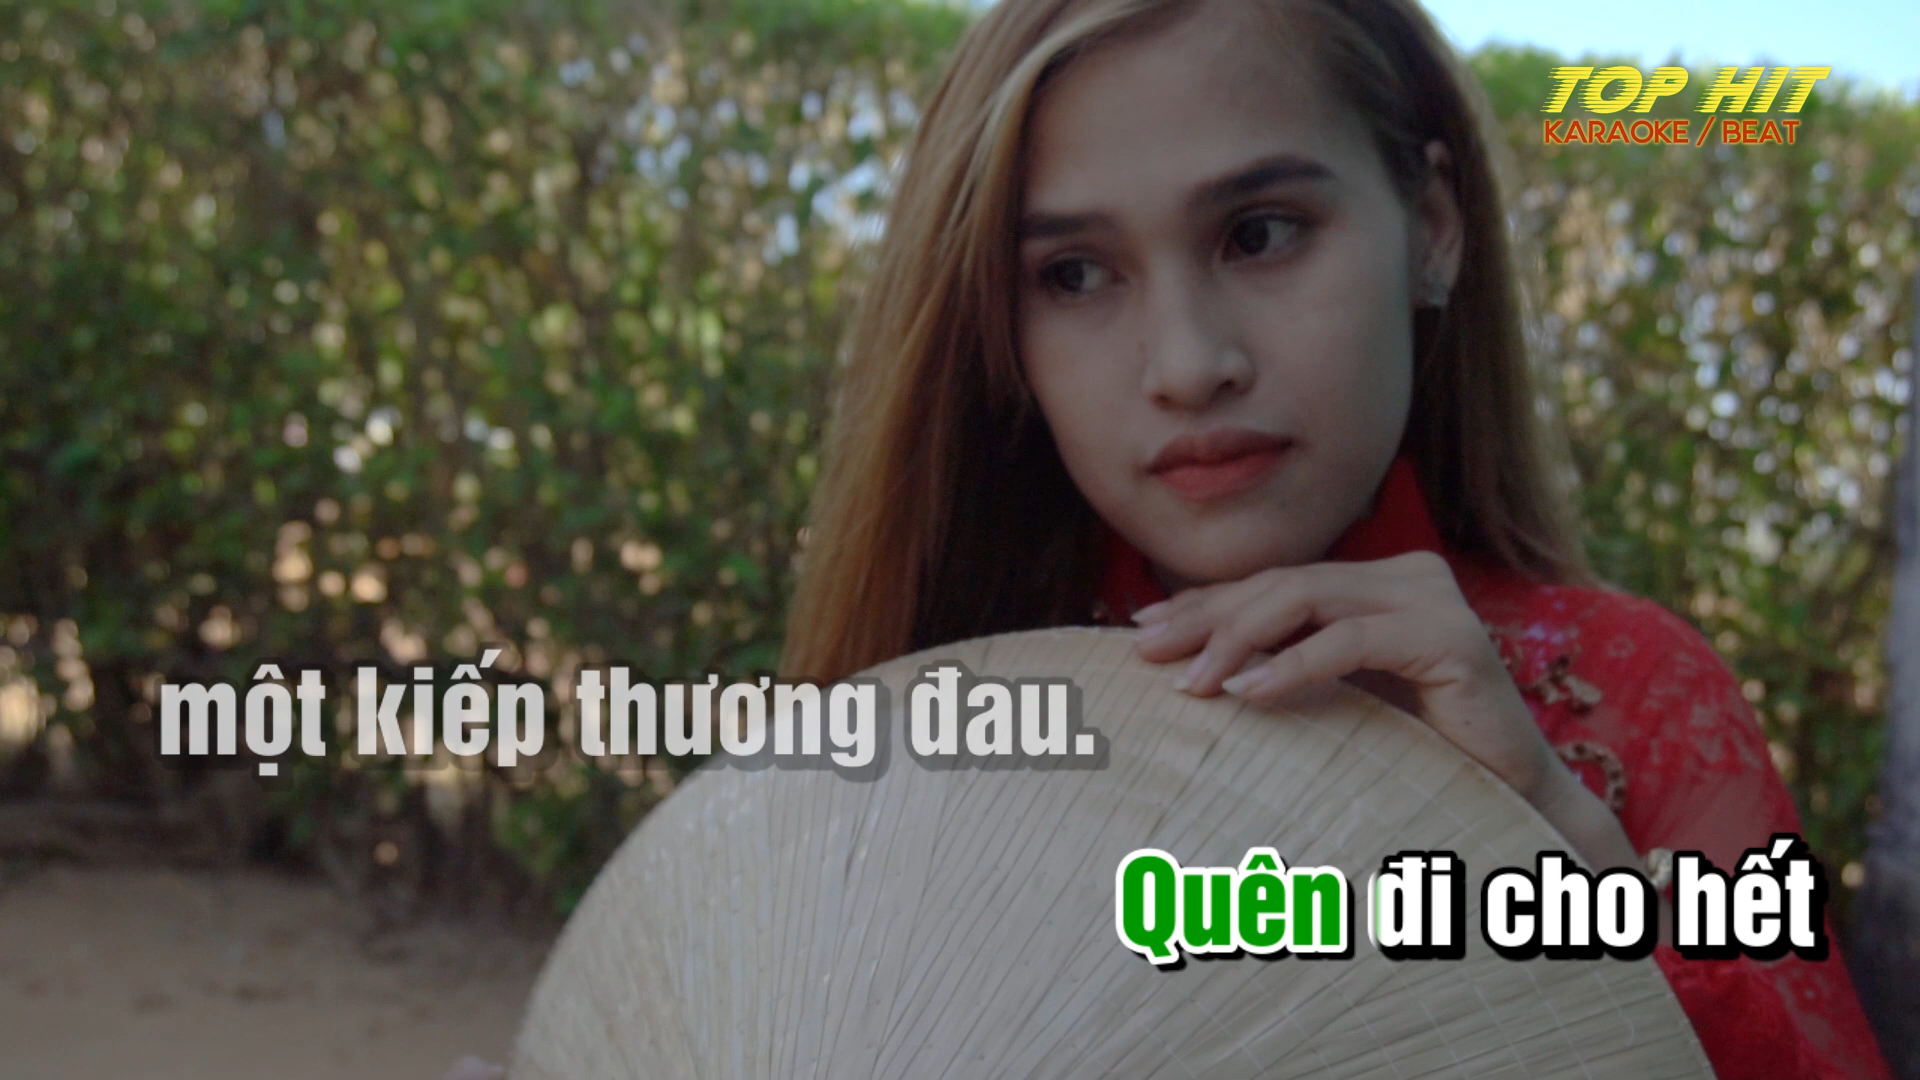 TOP HIT
KARAOKE / BEAT
một kiếp thương đau.
Quên đi cho hết